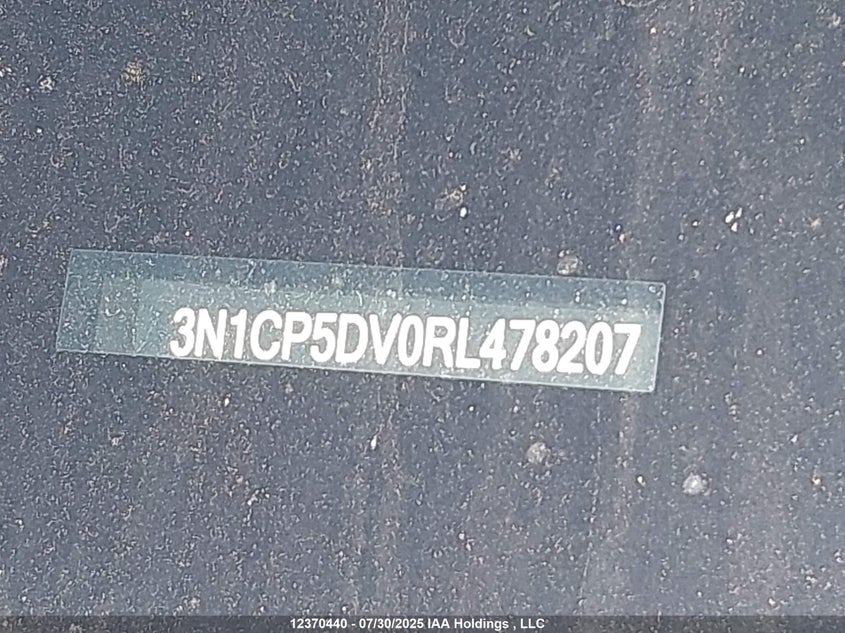 3N1CP5DV0RL478207
12370440 - 07/30/2025 IAA Holdings , LLC